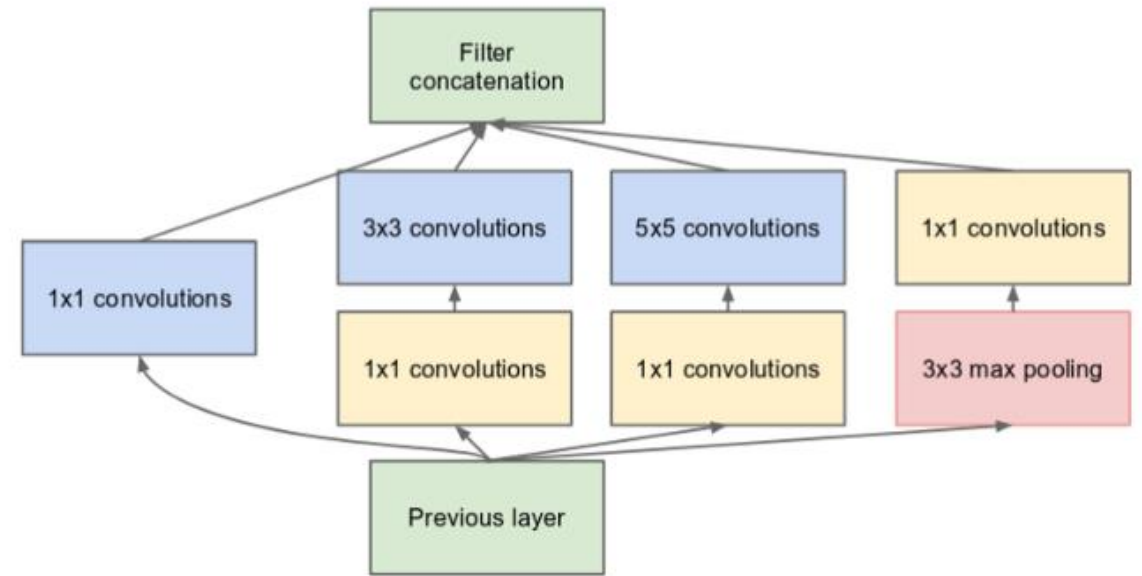 Filter
concatenation
3x3 convolutions
5x5 convolutions
1x1 convolutions
1x1 convolutions
1x1 convolutions
1x1 convolutions
3x3 max pooling
Previous layer